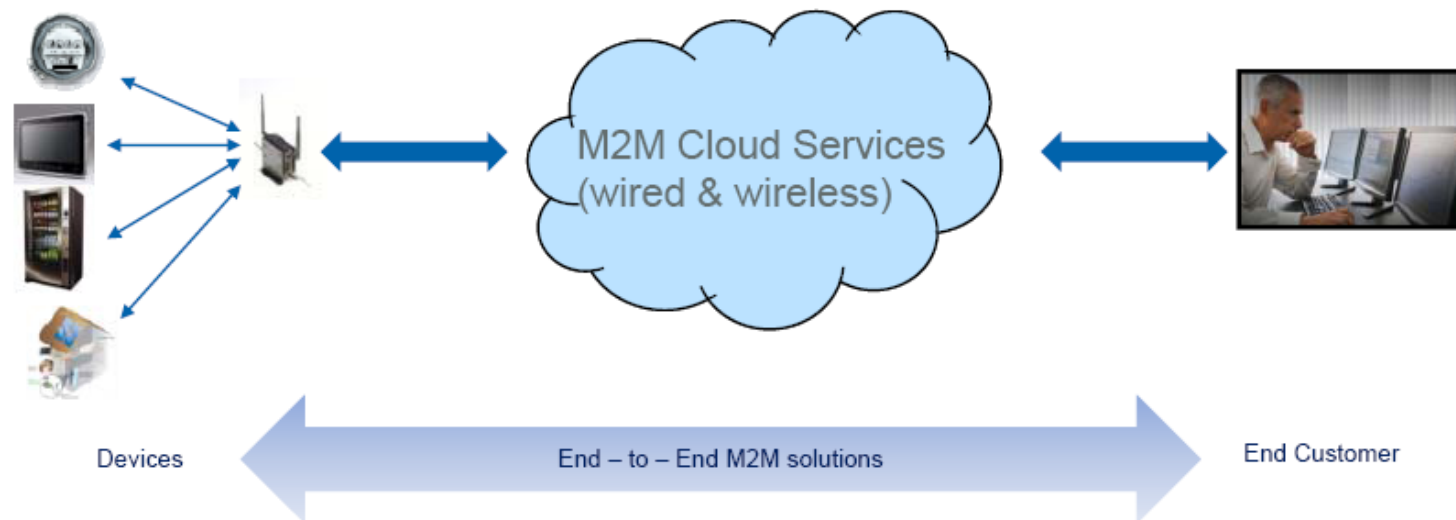 M2M Cloud Services
(wired & wireless)
Devices
End – to – End M2M solutions
End Customer